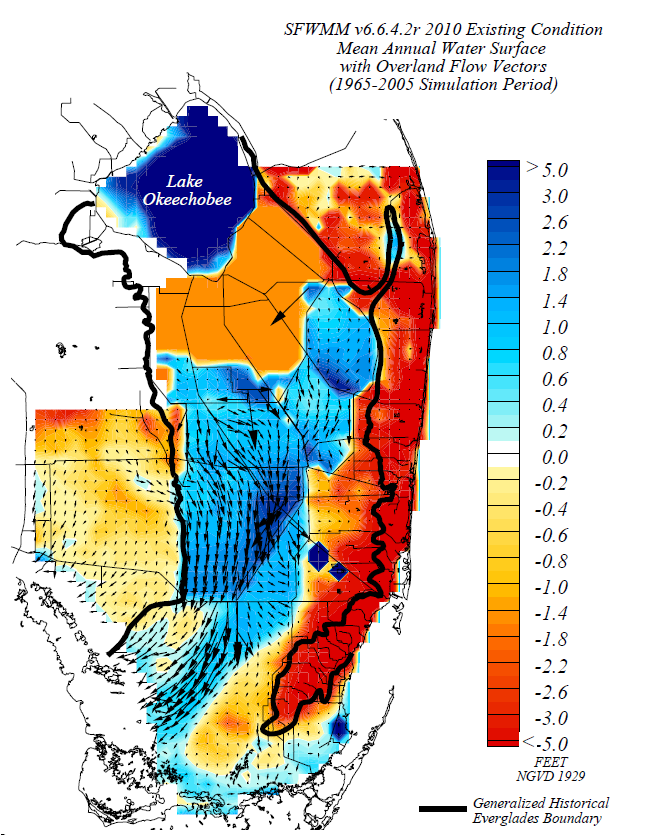 SFWMM v6.6.4.2r 2010 Existing Condition
Mean Annual Water Surface
with Overland Flow Vectors
(1965-2005 Simulation Period)
Lake
Okeechobee
>5.0
3.0
2.6
2.2
1.8
1.4
1.0
0.8
0.6
0.4
0.2
0.0
-0.2
-0.4
-0.6
-0.8
-1.0
-1.4
-1.8
-2.2
-2.6
-3.0
<-5.0
FEET
NGVD 1929
Generalized Historical
Everglades Boundary